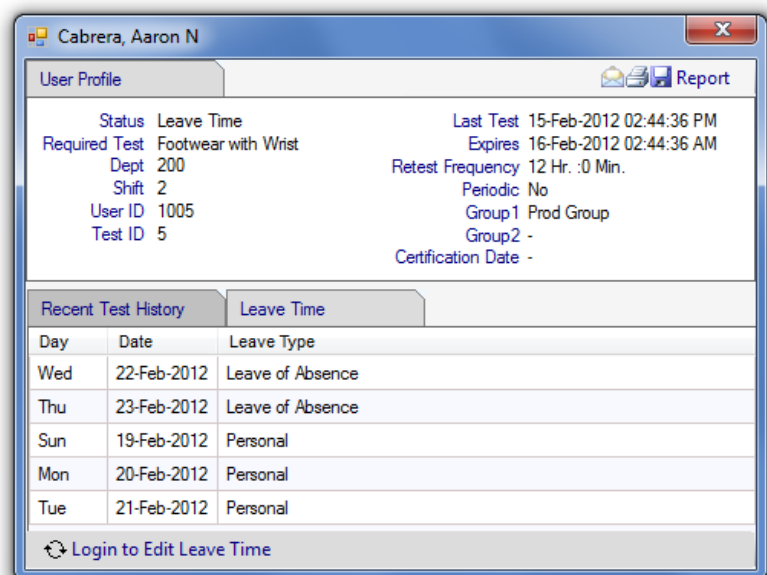 Cabrera, Aaron N
X
User Profile
Report
Status Leave Time
Required Test Footwear with Wrist
Dept 200
Shift 2
User ID 1005
Test ID 5
Last Test 15-Feb-2012 02:44:36 PM
Expires 16-Feb-2012 02:44:36 AM
Retest Frequency 12 Hr. :0 Min.
Periodic No
Group1 Prod Group
Group2 -
Certification Date -
Recent Test History Leave Time
Day Date Leave Type
Wed 22-Feb-2012 Leave of Absence
Thu 23-Feb-2012 Leave of Absence
Sun 19-Feb-2012 Personal
Mon 20-Feb-2012 Personal
Tue 21-Feb-2012 Personal
Login to Edit Leave Time